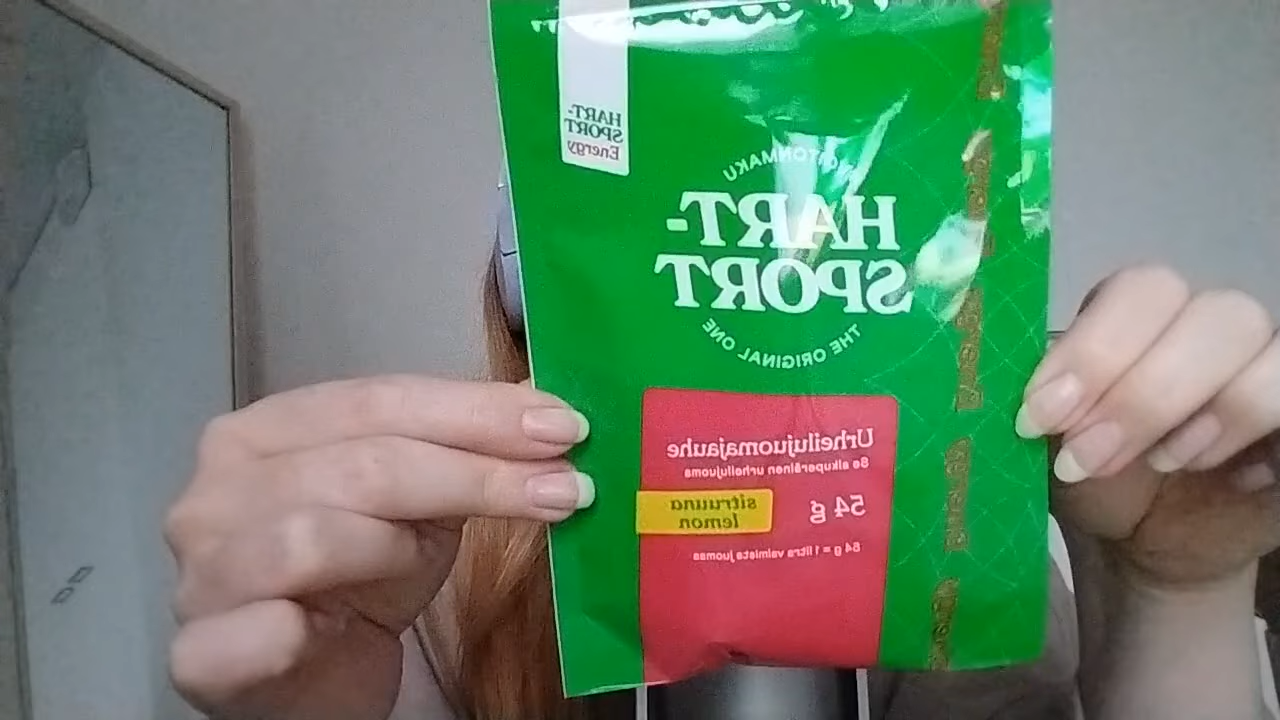 HART-
SPORT
Energy
HART-
SPORT
THE ORIGINAL ONE
Urheilujuomajauhe
Se alkuperäinen urheilujuoma
54 g
sitruuna
lemon
54 g = 1 litra valmista juomaa